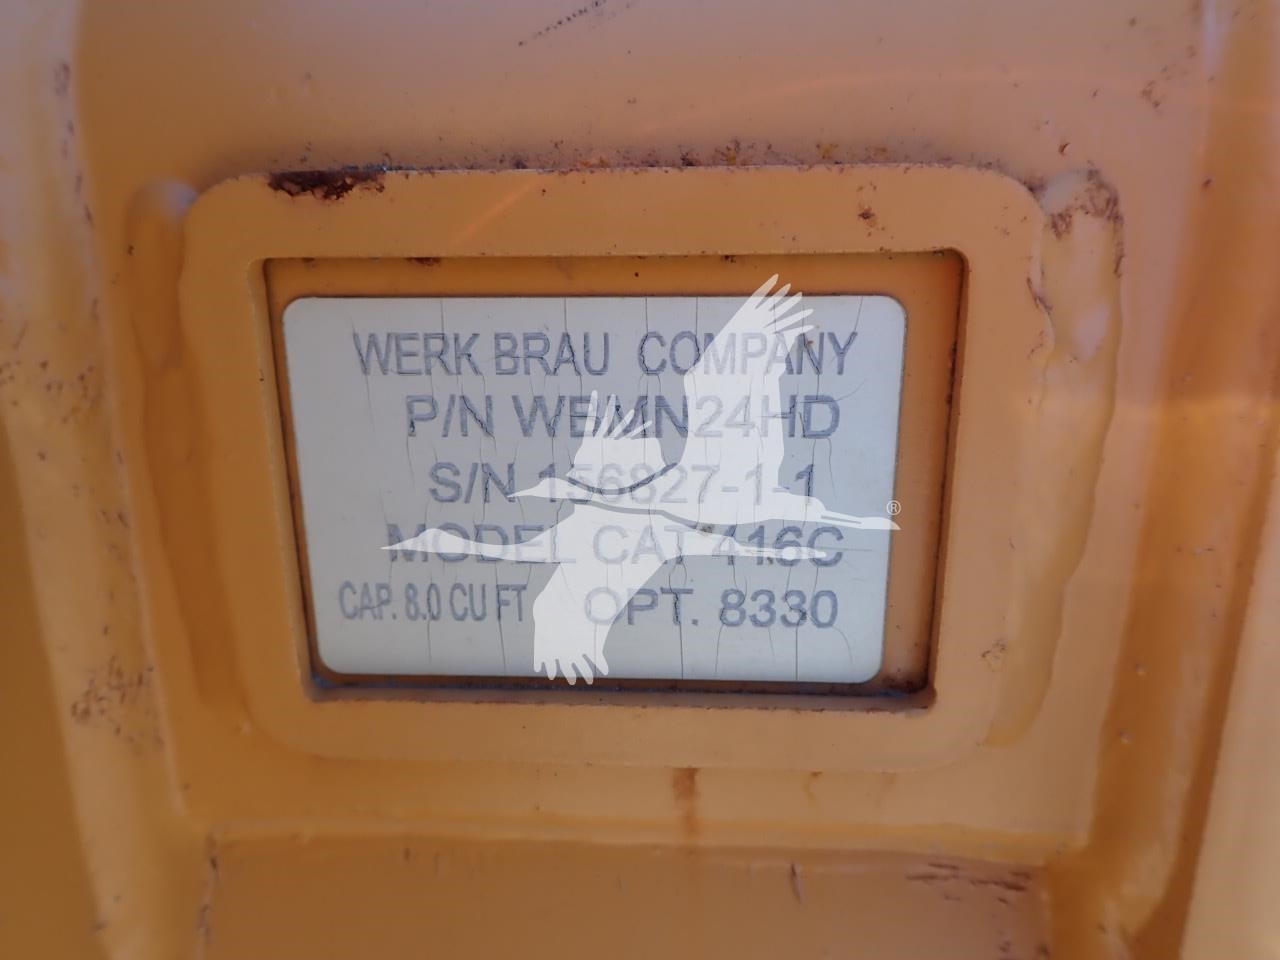 WERK BRAU COMPANY
P/N WBMN24HD
S/N 156827-1-1
MODEL CAT 416C
CAP. 8.0 CU FT OPT. 8330
®